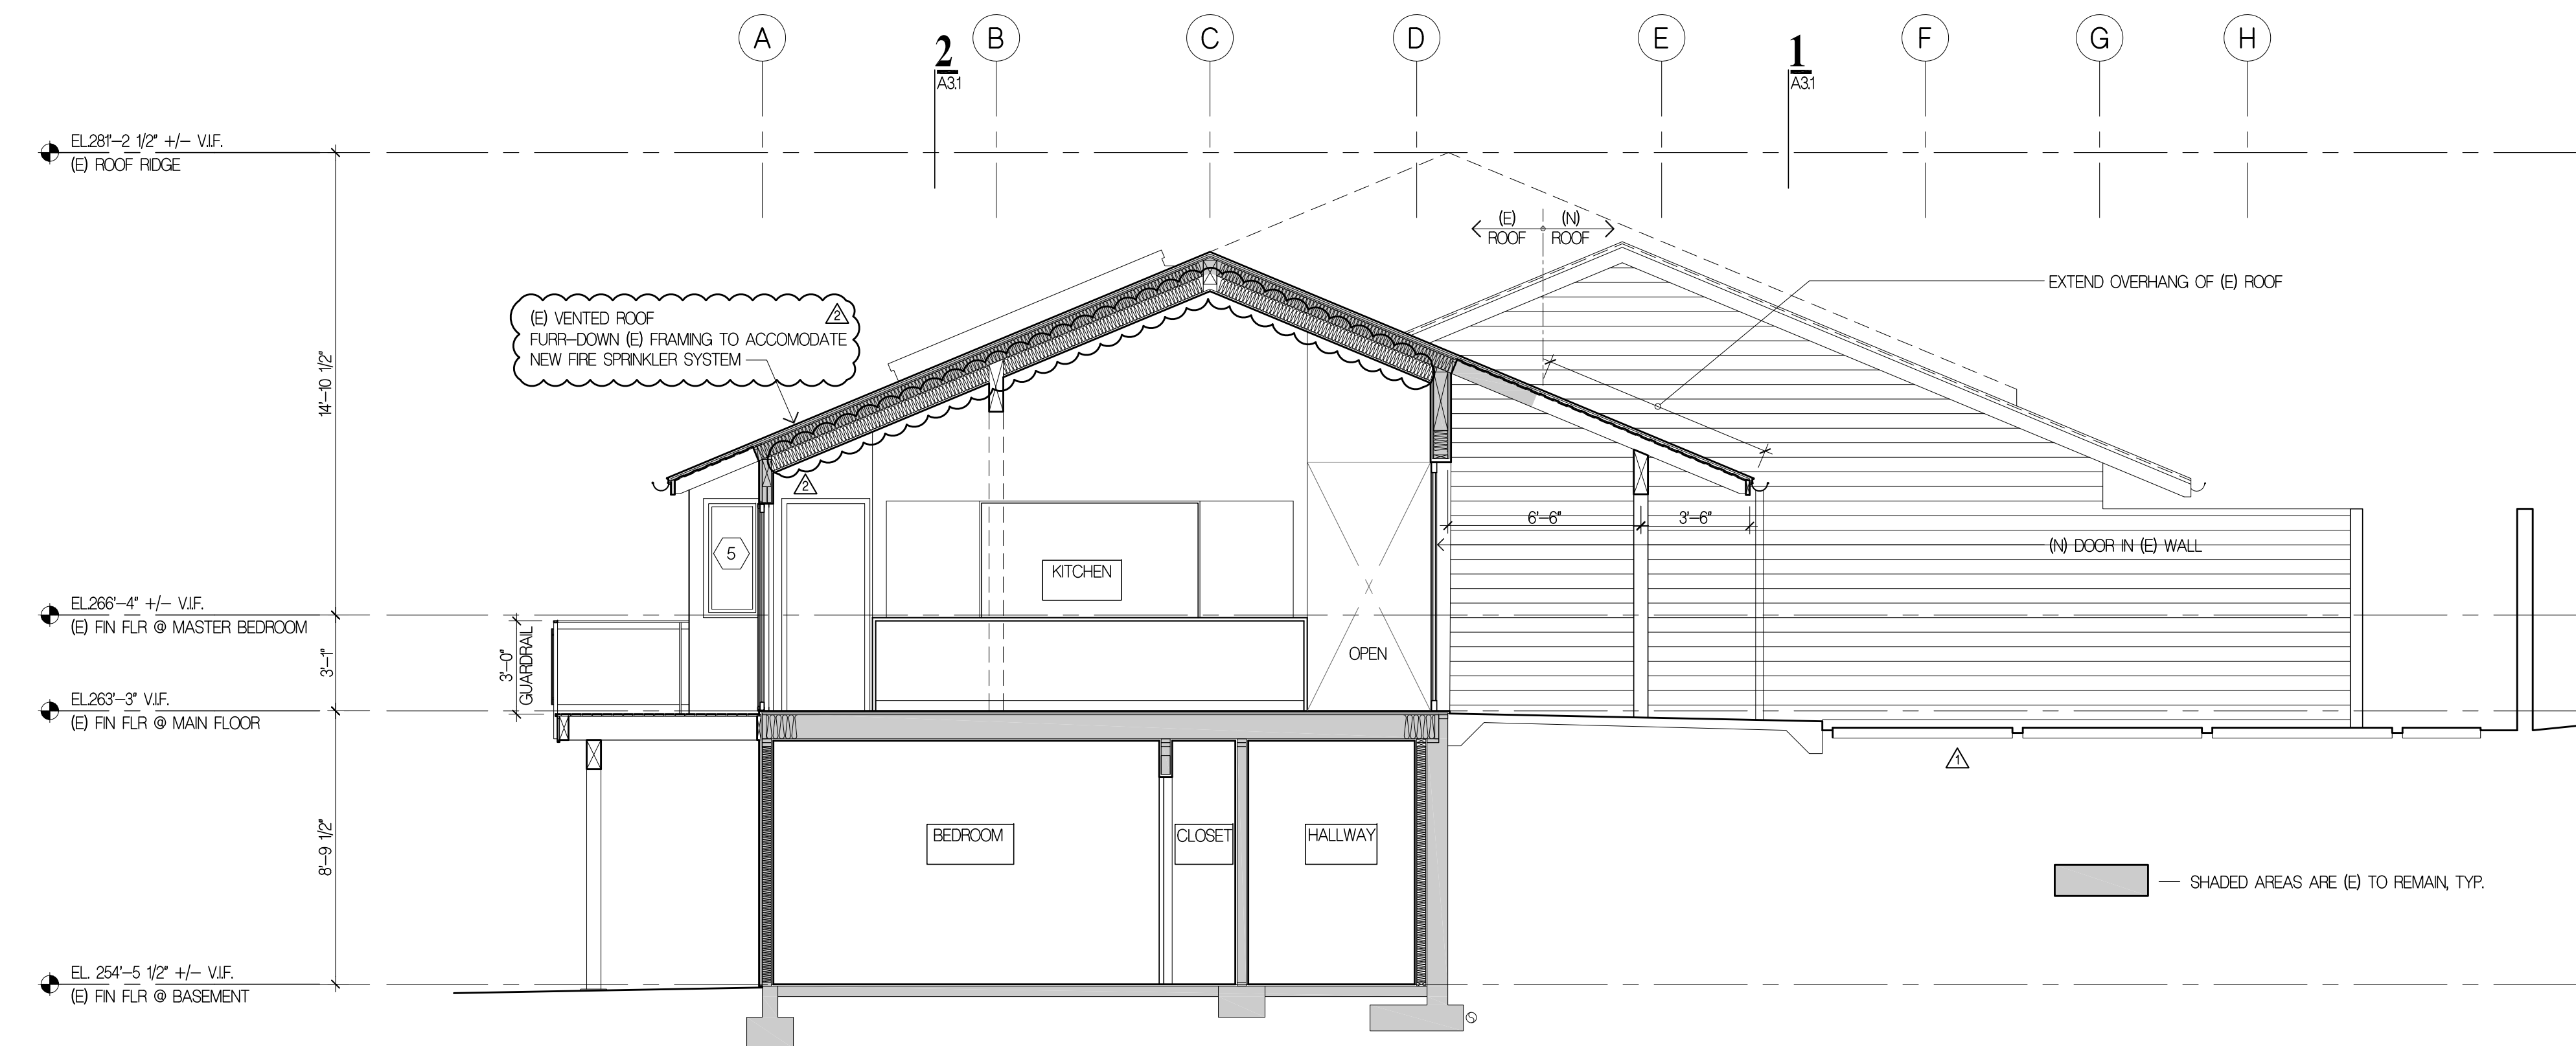 A
2
A3.1
B
C
D
E
1
A3.1
F
G
H
EL.281'-2 1/2" +/- V.I.F.
(E) ROOF RIDGE
(E)
ROOF
(N)
ROOF
EXTEND OVERHANG OF (E) ROOF
(E) VENTED ROOF
2
FURR-DOWN (E) FRAMING TO ACCOMODATE
NEW FIRE SPRINKLER SYSTEM
14'-10 1/2"
2
6'-6"
3'-6"
5
(N) DOOR IN (E) WALL
KITCHEN
EL.266'-4" +/- V.I.F.
(E) FIN FLR @ MASTER BEDROOM
3'-1"
3'-0"
GUARDRAIL
OPEN
EL.263'-3" V.I.F.
(E) FIN FLR @ MAIN FLOOR
1
8'-9 1/2"
BEDROOM
CLOSET
HALLWAY
SHADED AREAS ARE (E) TO REMAIN, TYP.
EL. 254'-5 1/2" +/- V.I.F.
(E) FIN FLR @ BASEMENT